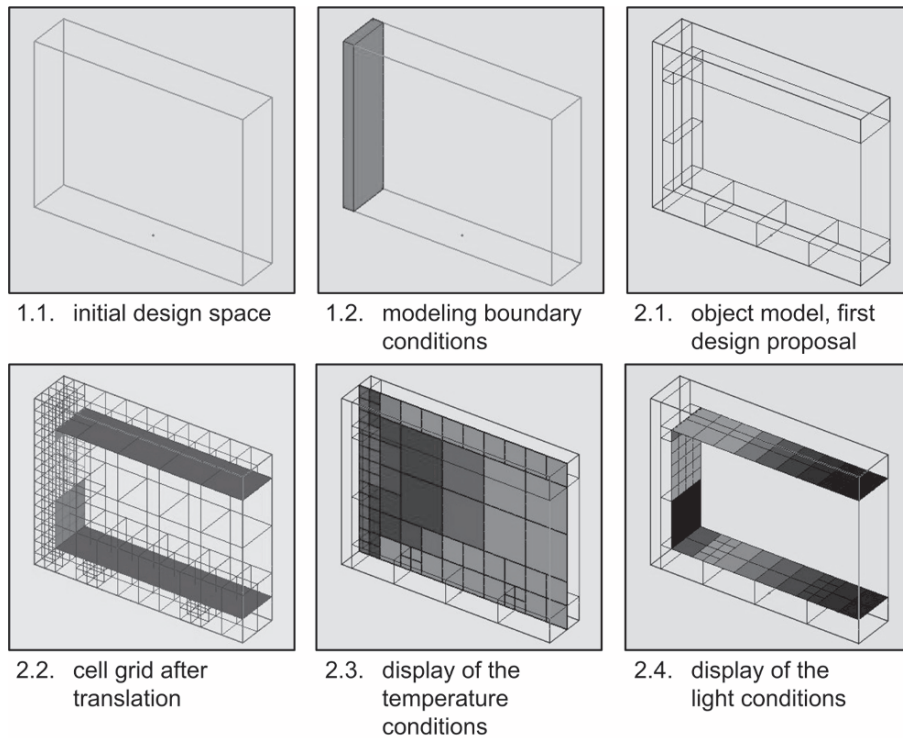 1.1. initial design space
1.2. modeling boundary
conditions
2.1. object model, first
design proposal
2.2. cell grid after
translation
2.3. display of the
temperature
conditions
2.4. display of the
light conditions